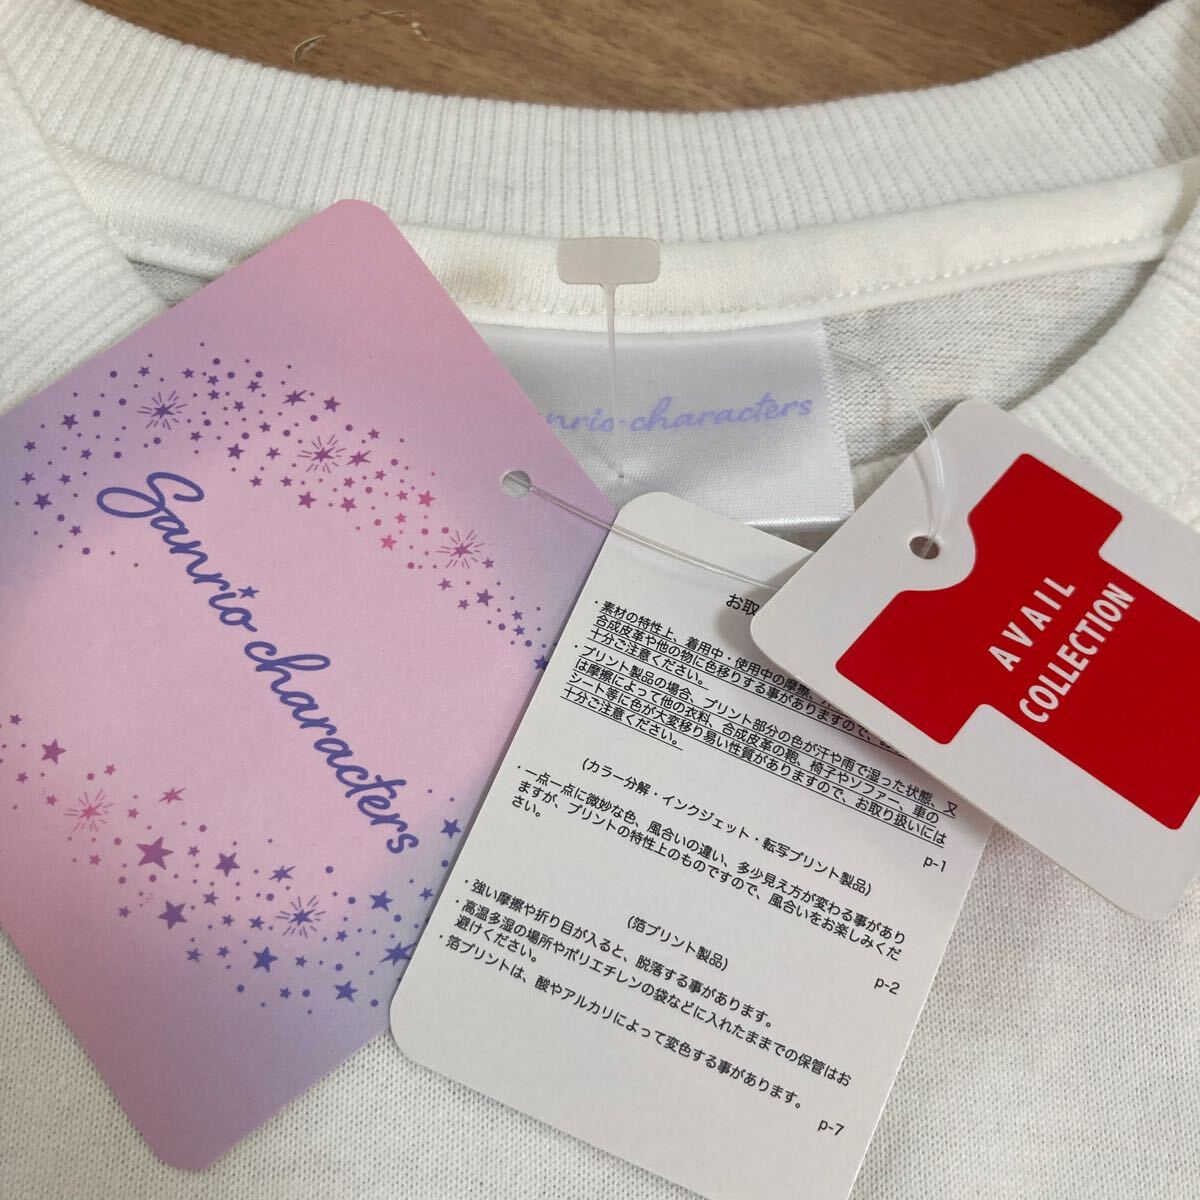 Sanrio characters
nrio characters
AVAIL
COLLECTION
お取
・素材の特性上、着用中・使用中の摩擦、
合成皮革や他の物に色移りする事がありますので、
十分ご注意ください。
・プリント製品の場合、プリント部分の色が汗や雨で湿った状態、又
は摩擦によって他の衣料、合成皮革の鞄、椅子やソファー、車の
シート等に色が大変移り易い性質がありますので、お取り扱いには
十分ご注意ください。
p-1
(カラー分解・インクジェット・転写プリント製品)
・一点一点に微妙な色、風合いの違い、多少見え方が変わる事があり
ますが、プリントの特性上のものですので、風合いをお楽しみくだ
さい。
p-2
(箔プリント製品)
・強い摩擦や折り目が入ると、脱落する事があります。
・高温多湿の場所やポリエチレンの袋などに入れたままでの保管はお
避けください。
・箔プリントは、酸やアルカリによって変色する事があります。
p-7